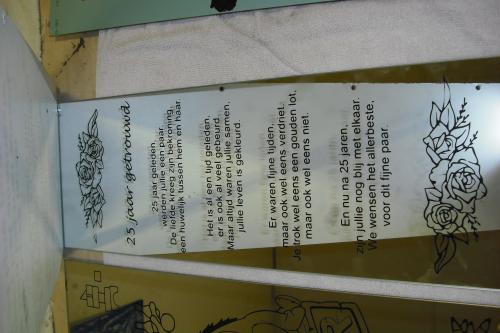 25 jaar getrouwd
25 jaar geleden,
werden jullie een paar.
De liefde kreeg zijn bekroning,
een huwelijk tussen hem en haar.
Het is al een tijd geleden,
er is ook al veel gebeurd.
Maar altijd waren jullie samen,
jullie leven is gekleurd.
Er waren fijne tijden,
maar ook wel eens verdriet.
Je trok wel eens een gouden lot,
maar ook wel eens niet.
En nu na 25 jaren,
zijn jullie nog blij met elkaar.
We wensen het allerbeste,
voor dit fijne paar.